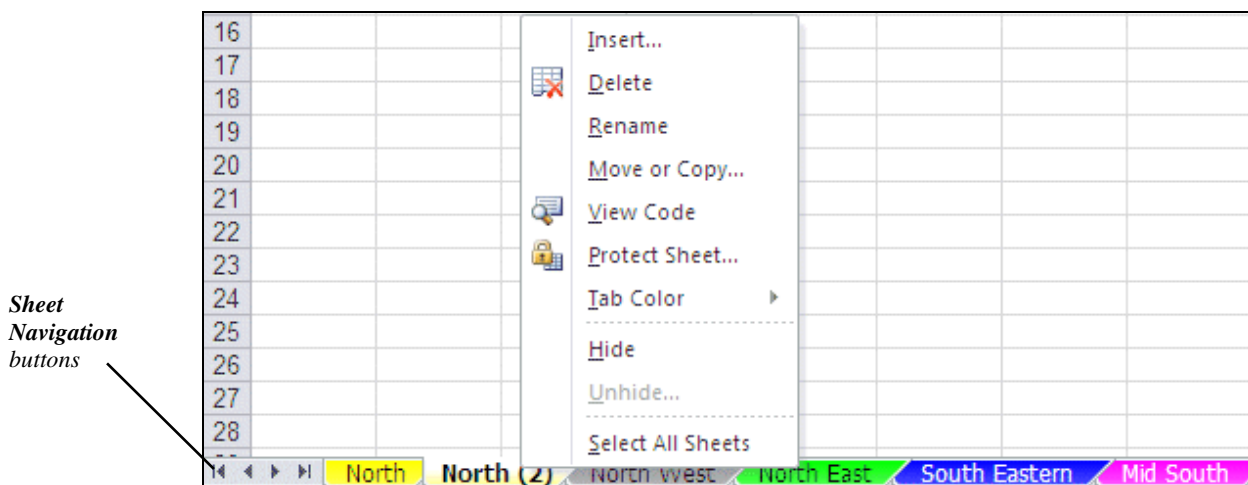 16
Insert...
17
Delete
18
19
Rename
20
Move or Copy...
21
View Code
22
23
Protect Sheet...
24
Tab Color
Sheet
Navigation
buttons
25
Hide
26
27
Unhide...
28
Select All Sheets
North North (2) North West North East South Eastern Mid South